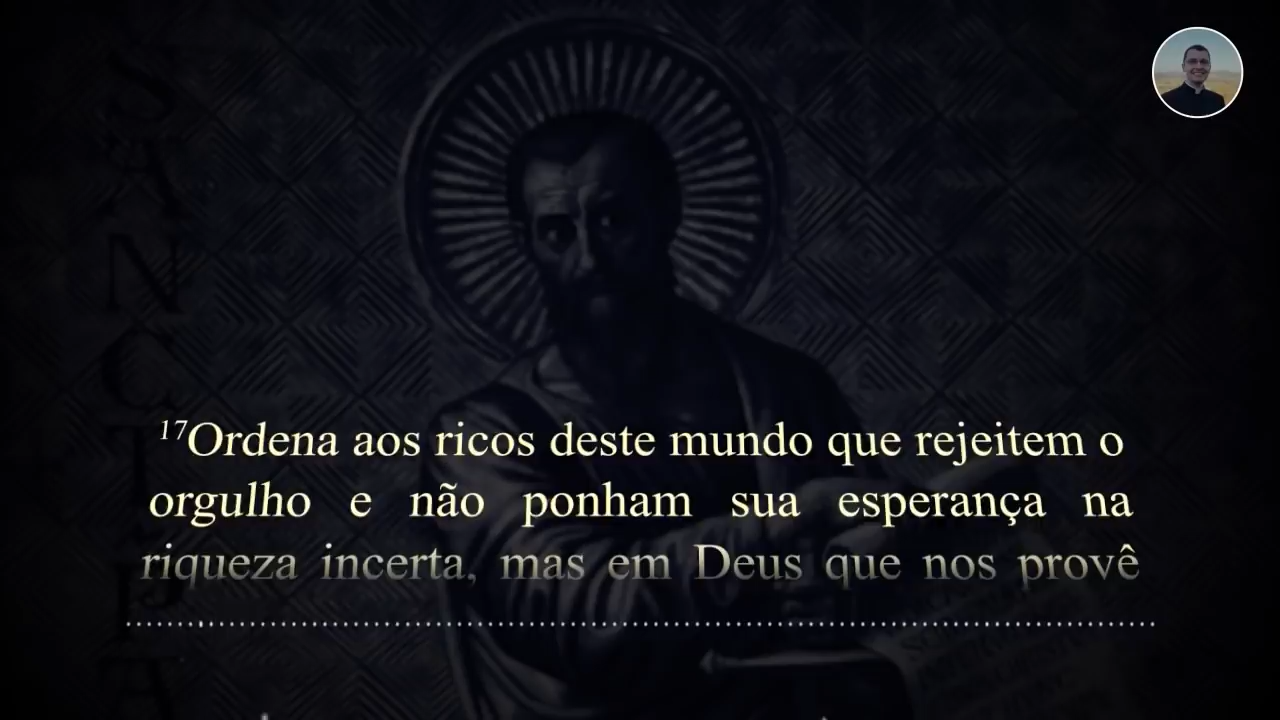 ¹⁷Ordena aos ricos deste mundo que rejeitem o
orgulho e não ponham sua esperança na
riqueza incerta, mas em Deus que nos provê